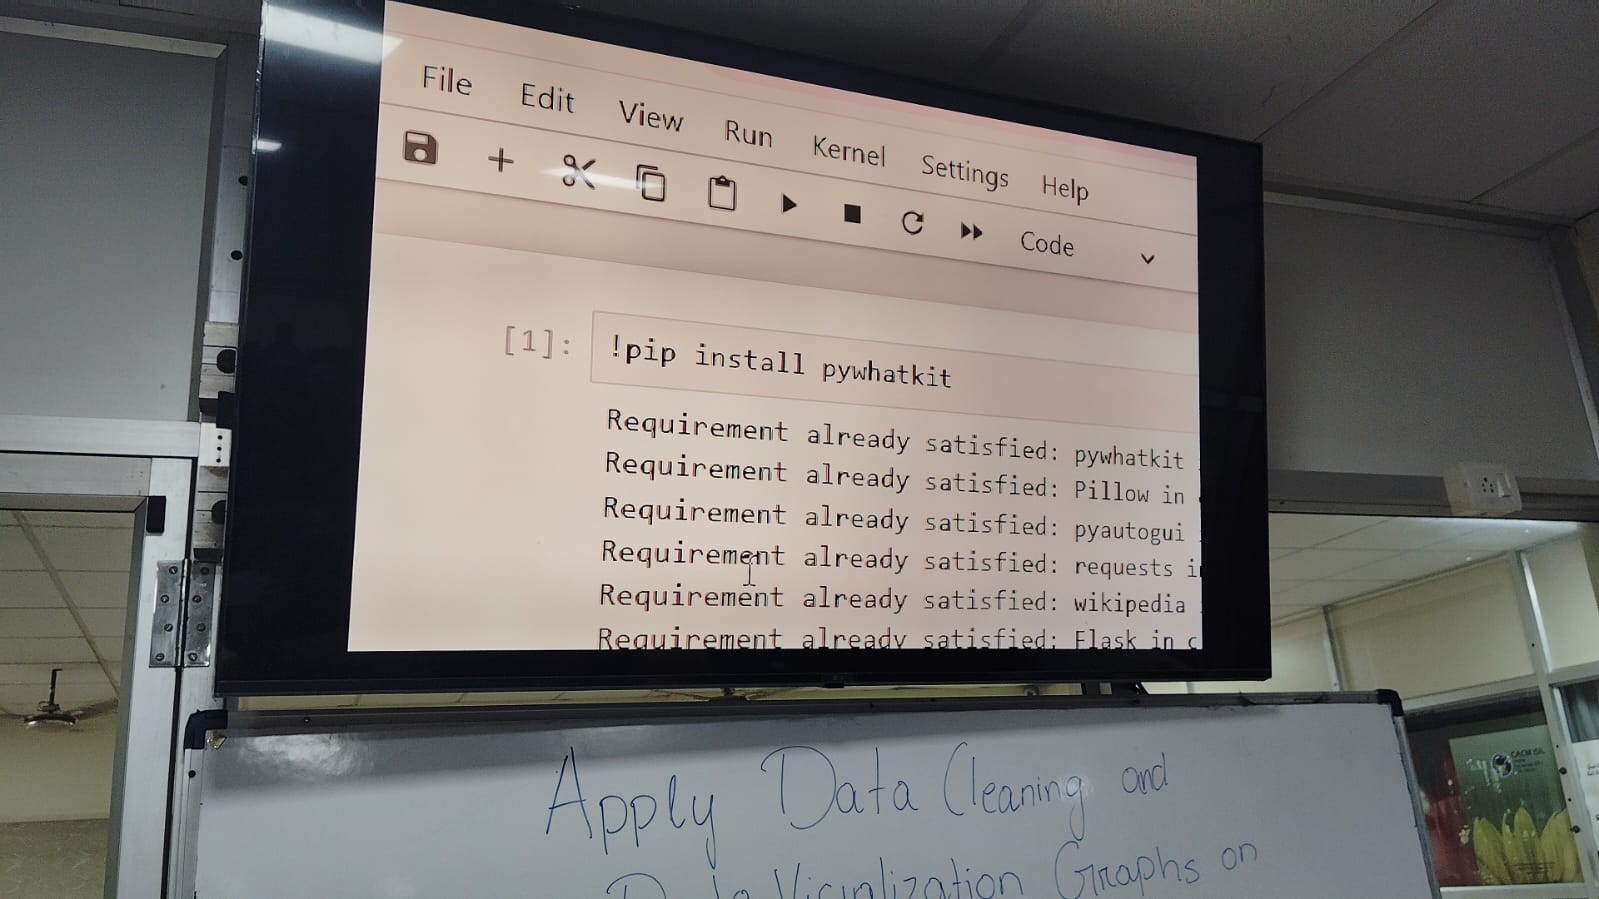 File Edit View Run Kernel Settings Help
Code
[1]: !pip install pywhatkit
Requirement already satisfied: pywhatkit
Requirement already satisfied: Pillow in
Requirement already satisfied: pyautogui
Requirement already satisfied: requests
Requirement already satisfied: wikipedia
Requirement already satisfied: Flask in c
Apply Data Cleaning and
Data Visualization Graphs on